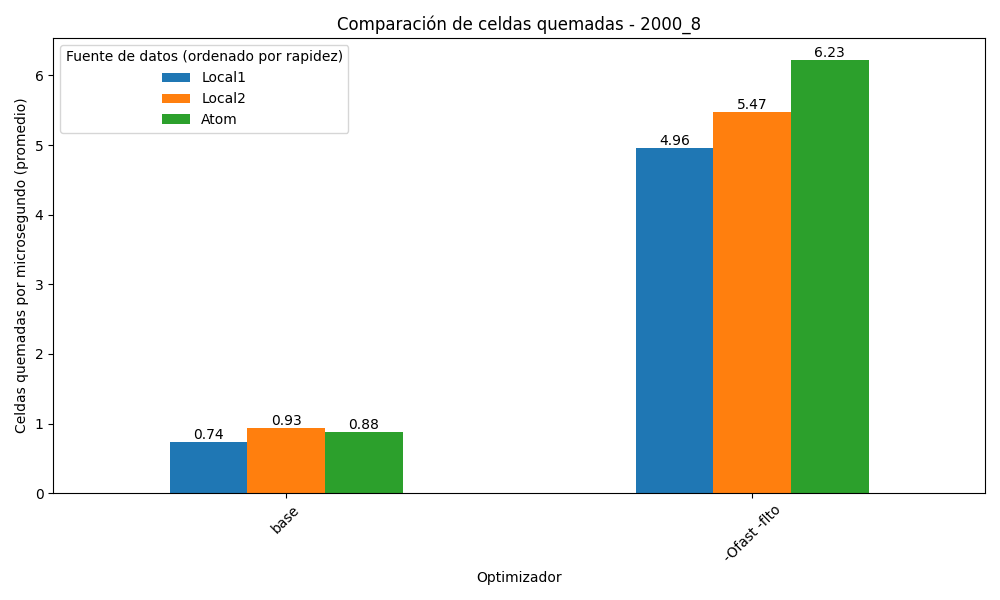 Comparación de celdas quemadas - 2000_8
Fuente de datos (ordenado por rapidez)
Local1
Local2
Atom
Celdas quemadas por microsegundo (promedio)
6
5
4
3
2
1
0
0.74
0.93
0.88
4.96
5.47
6.23
base
-Ofast -flto
Optimizador